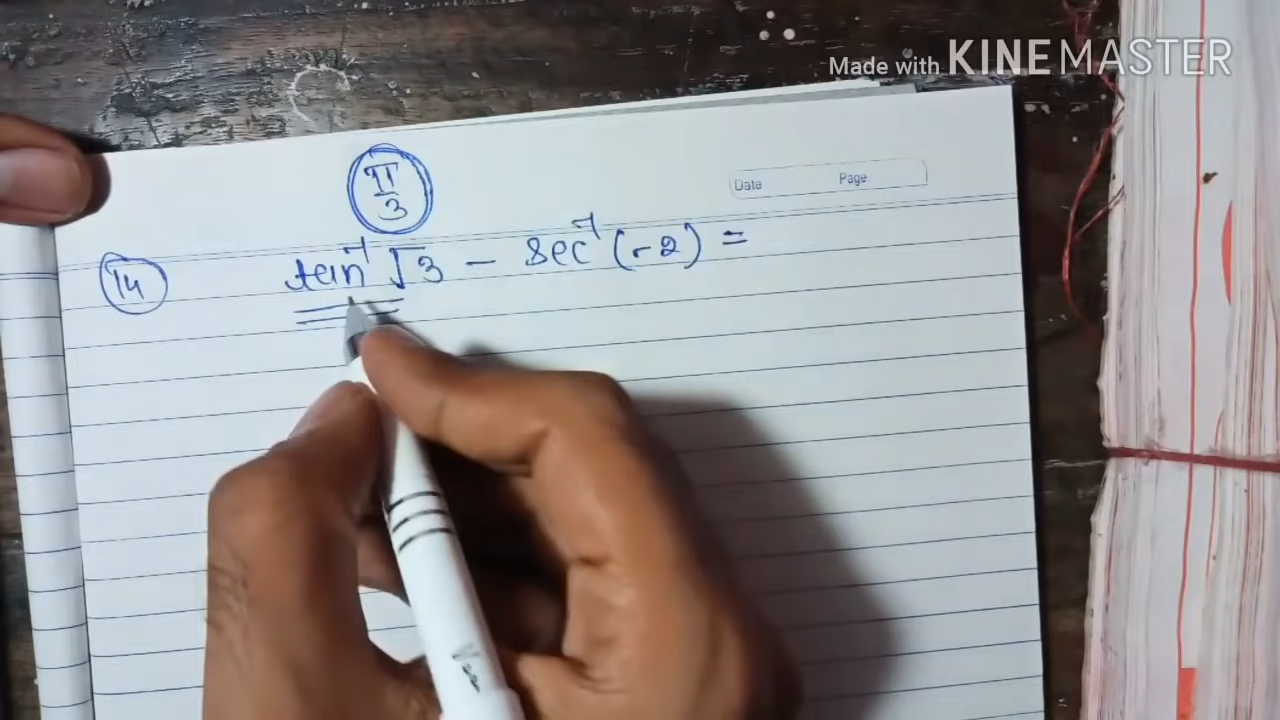 Made with KINEMASTER
π/3
Date Page
14 tan⁻¹ √3 − sec⁻¹ (-2) =